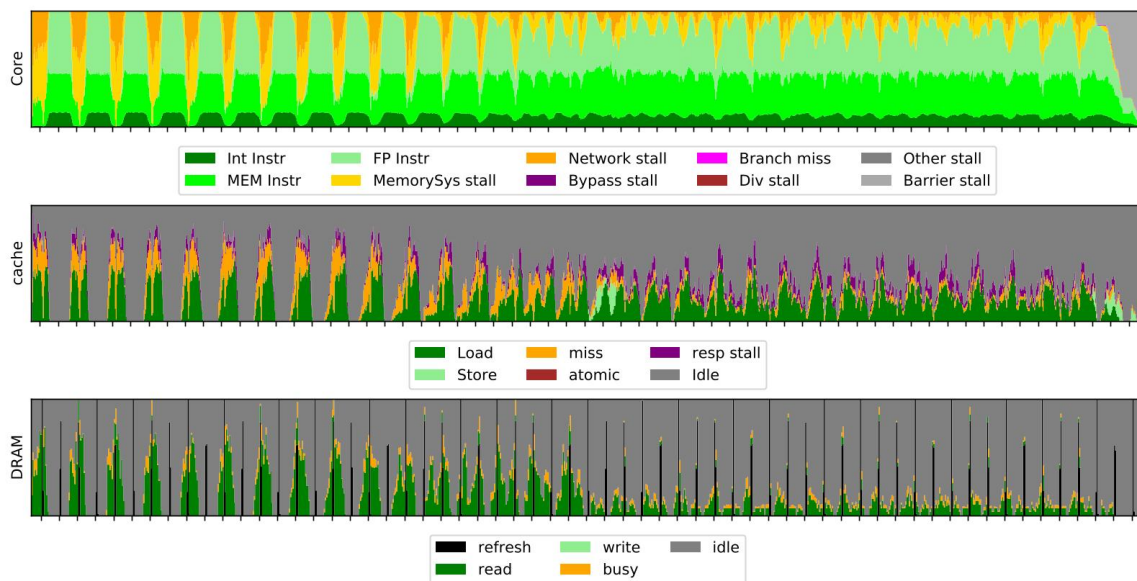 Core
Int Instr FP Instr Network stall Branch miss Other stall
MEM Instr MemorySys stall Bypass stall Div stall Barrier stall
cache
Load miss resp stall
Store atomic Idle
DRAM
refresh write idle
read busy